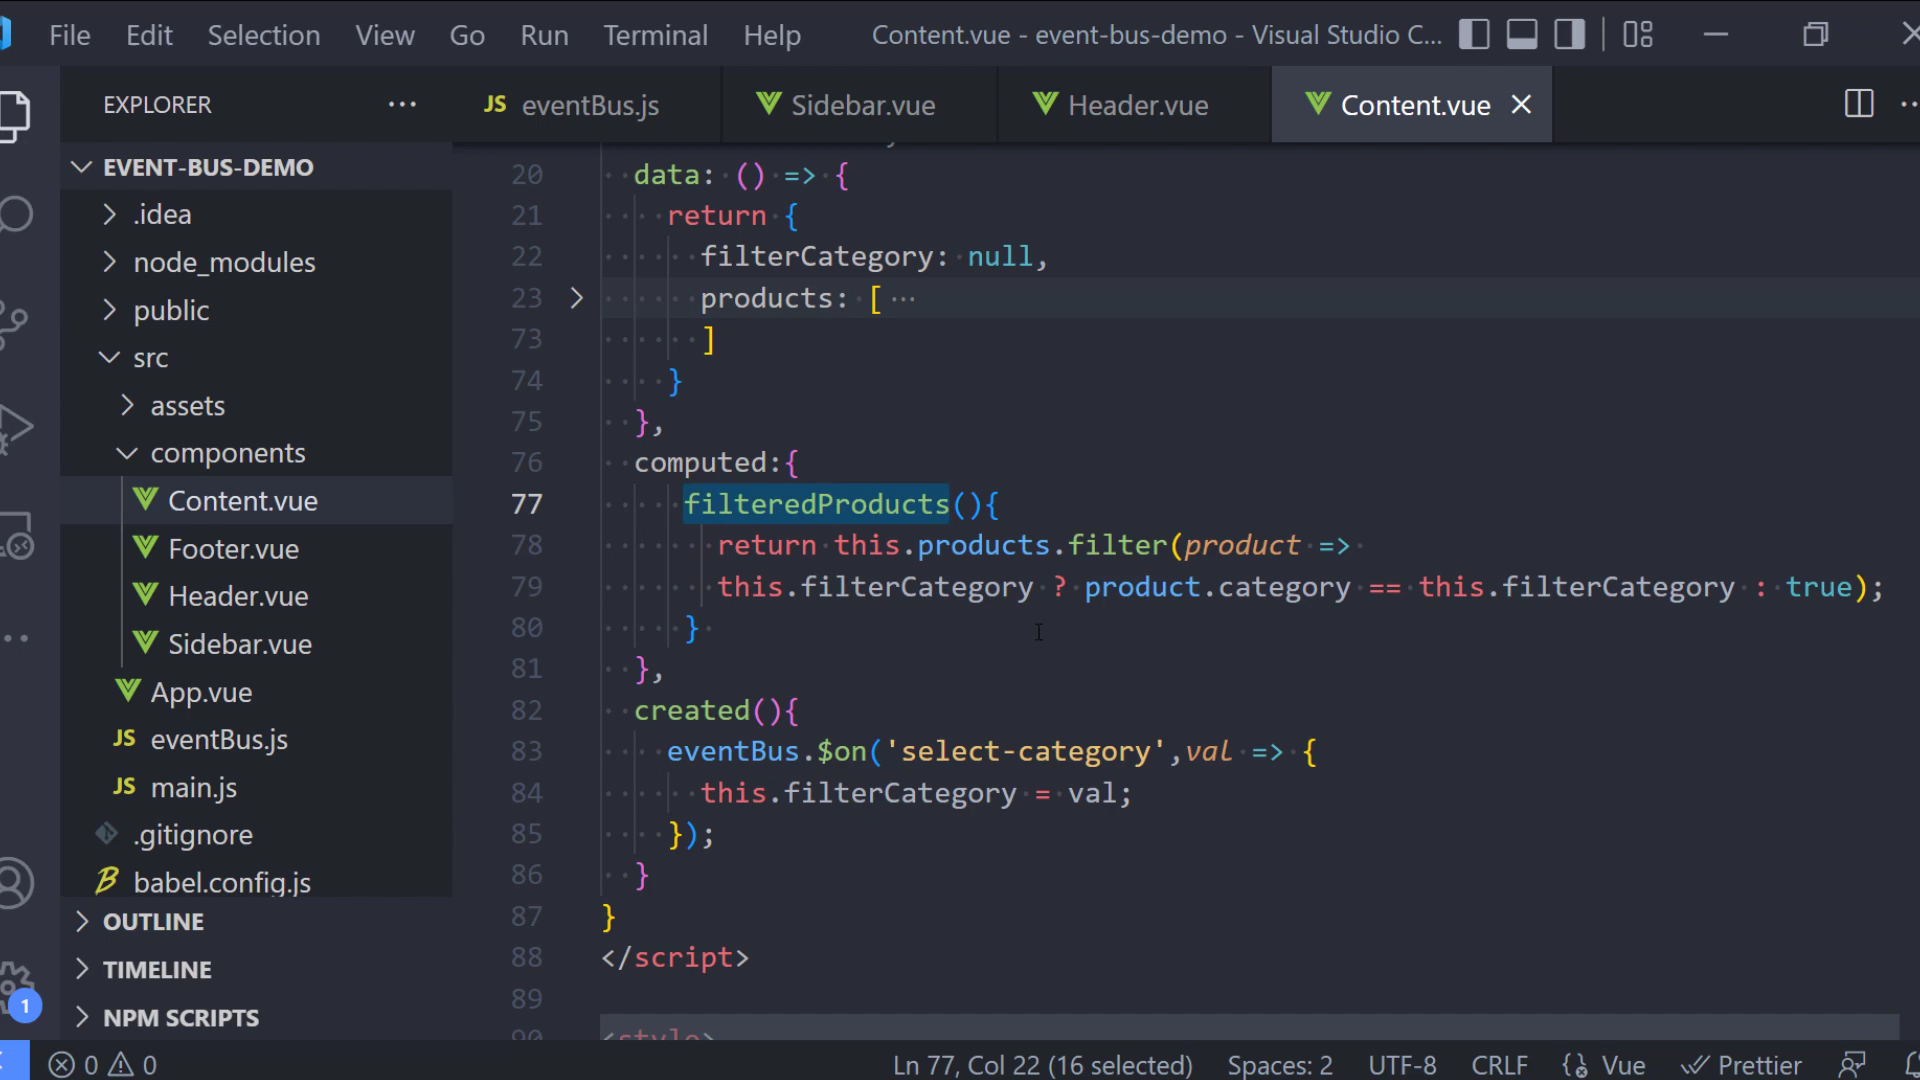 File Edit Selection View Go Run Terminal Help Content.vue - event-bus-demo - Visual Studio C...
EXPLORER ···
JS eventBus.js Sidebar.vue Header.vue Content.vue
EVENT-BUS-DEMO
.idea
node_modules
public
src
assets
components
Content.vue
Footer.vue
Header.vue
Sidebar.vue
App.vue
JS eventBus.js
JS main.js
.gitignore
babel.config.js
OUTLINE
TIMELINE
NPM SCRIPTS
1
20 data: () => {
21 return {
22 filterCategory: null,
23 products: [ ···
73 ]
74 }
75 },
76 computed:{
77 filteredProducts(){
78 return this.products.filter(product =>
79 this.filterCategory ? product.category == this.filterCategory : true);
80 }
81 },
82 created(){
83 eventBus.$on('select-category',val => {
84 this.filterCategory = val;
85 });
86 }
87 }
88 </script>
89
90 <style>
0 0 Ln 77, Col 22 (16 selected) Spaces: 2 UTF-8 CRLF Vue Prettier